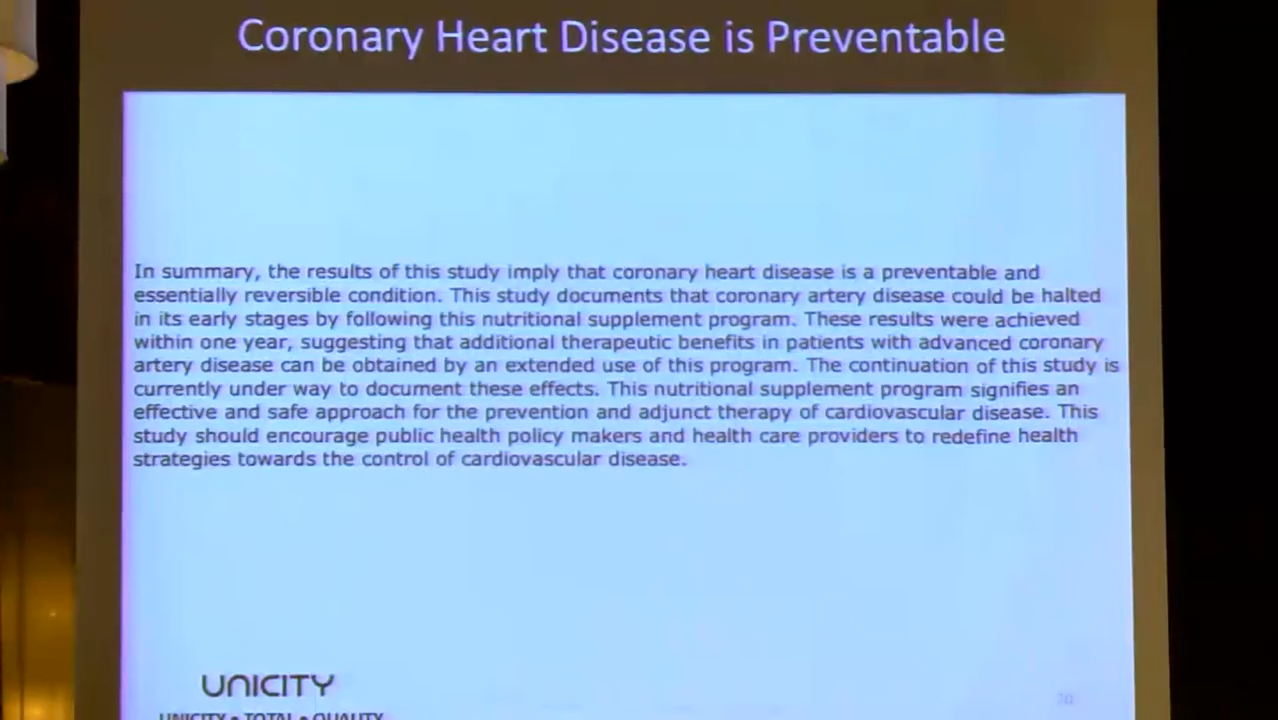 Coronary Heart Disease is Preventable
In summary, the results of this study imply that coronary heart disease is a preventable and
essentially reversible condition. This study documents that coronary artery disease could be halted
in its early stages by following this nutritional supplement program. These results were achieved
within one year, suggesting that additional therapeutic benefits in patients with advanced coronary
artery disease can be obtained by an extended use of this program. The continuation of this study is
currently under way to document these effects. This nutritional supplement program signifies an
effective and safe approach for the prevention and adjunct therapy of cardiovascular disease. This
study should encourage public health policy makers and health care providers to redefine health
strategies towards the control of cardiovascular disease.
UNICITY
UNICITY • TOTAL • QUALITY